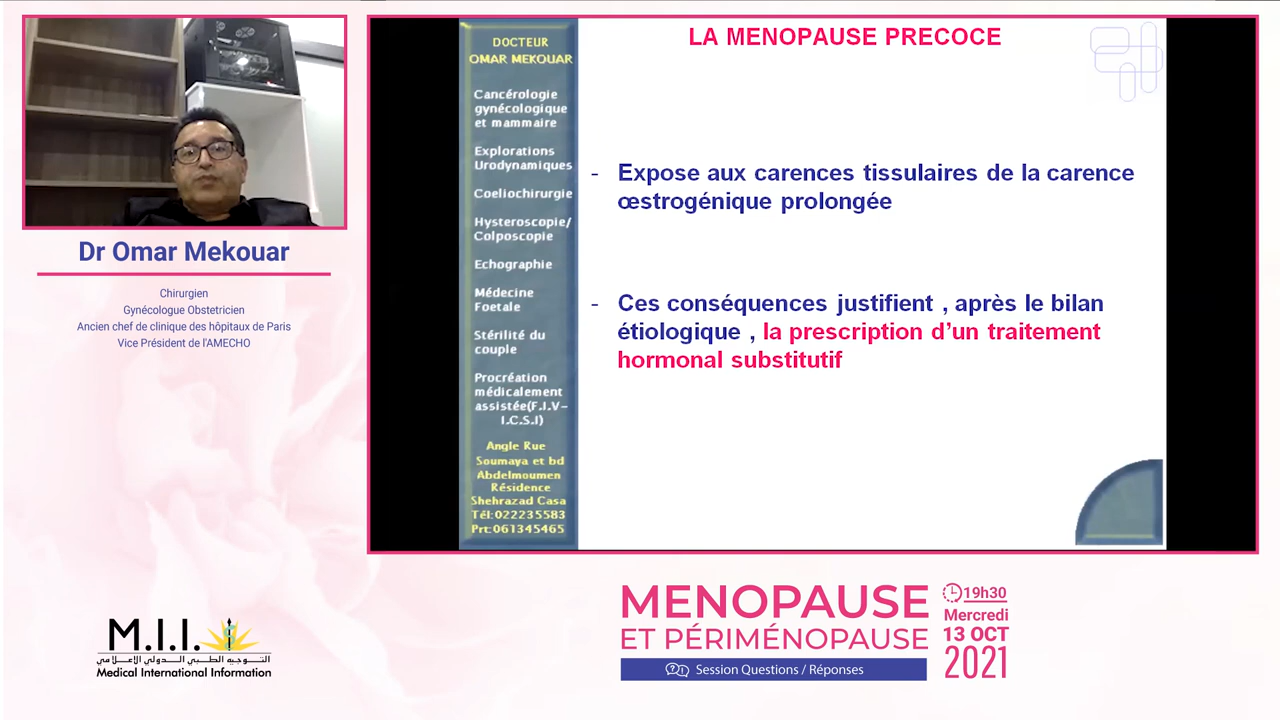 Dr Omar Mekouar
Chirurgien
Gynécologue Obstetricien
Ancien chef de clinique des hôpitaux de Paris
Vice Président de l'AMECHO
DOCTEUR
OMAR MEKOUAR
Cancérologie
gynécologique
et mammaire
Explorations
Urodynamiques
Coeliochirurgie
Hysteroscopie/
Colposcopie
Echographie
Médecine
Foetale
Stérilité du
couple
Procréation
médicalement
assistée(F.I.V-
I.C.S.I)
Angle Rue
Soumaya et bd
Abdelmoumen
Résidence
Shehrazad Casa
Tél:022235583
Prt:061345465
LA MENOPAUSE PRECOCE
- Expose aux carences tissulaires de la carence
œstrogénique prolongée
- Ces conséquences justifient , après le bilan
étiologique , la prescription d’un traitement
hormonal substitutif
M.I.I.
التوجيه الطبي الدولي الإعلامي
Medical International Information
MENOPAUSE
ET PÉRIMÉNOPAUSE
Session Questions / Réponses
19h30
Mercredi
13 OCT
2021